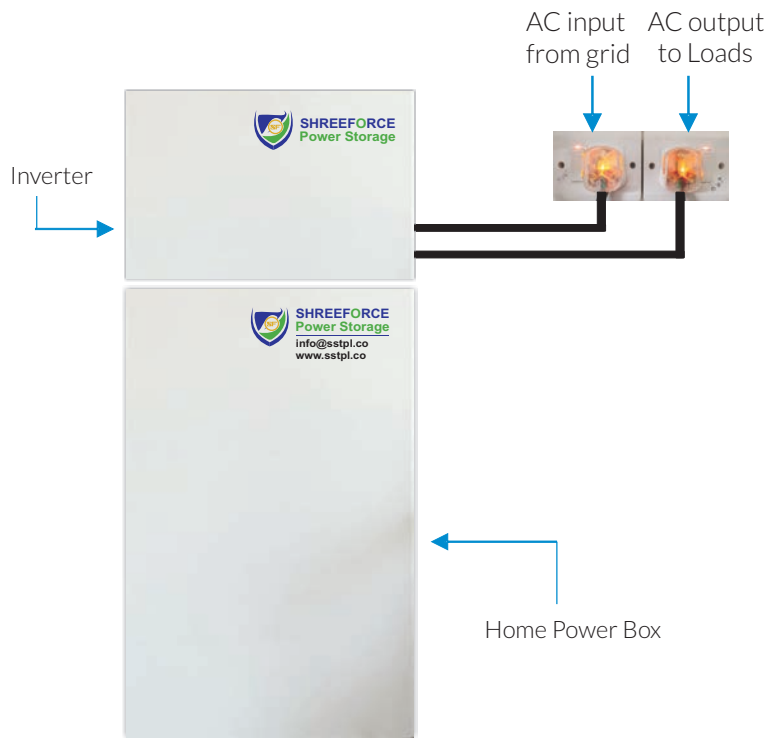 AC input
from grid
AC output
to Loads
SHREEFORCE
Power Storage
Inverter
SHREEFORCE
Power Storage
info@sstpl.co
www.sstpl.co
Home Power Box